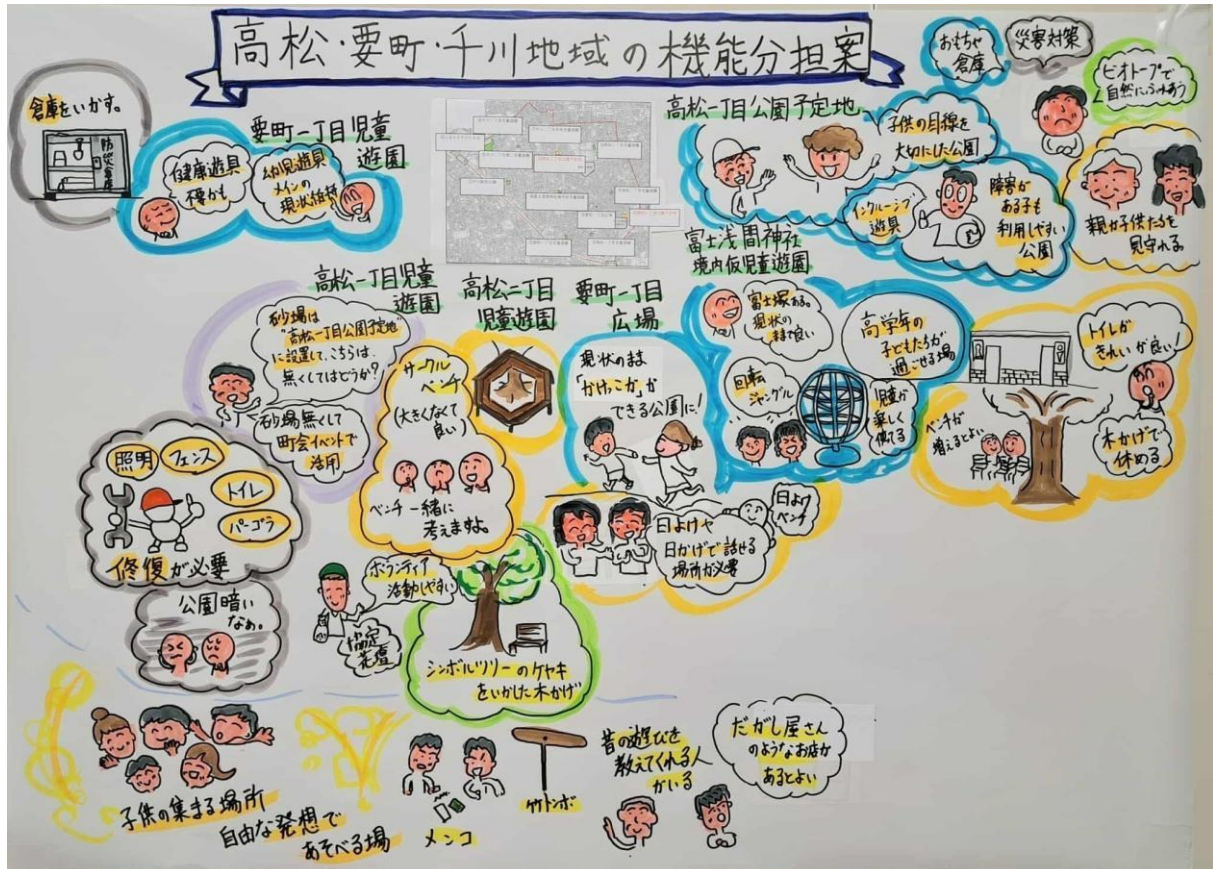 高松・要町・千川地域の機能分担案
おもちゃ
倉庫
災害対策
ビオトープで
自然にふれあう
倉庫をいかす。
防災倉庫
要町一丁目児童
遊園
健康遊具
優かも
幼児遊具
メインの
現状維持
高松一丁目公園予定地
子供の目線を
大切にした公園
インクルーシブ
遊具
障害が
ある子も
利用しやすい
公園
親が子供たちを
見守れる
富士浅間神社
境内仮児童遊園
富士塚ある。
現状の
ままで良い
高学年の
子どもたちが
過ごせる場
回転
ジャングル
児童が
楽しく
トイレが
きれいが良い!
ベンチが
増えるとよい
木かげで
休める
高松一丁目児童
遊園
砂場は
"高松一丁目公園予定地"
に設置して、こちらは、
無くしてはどうか?
砂場無くして
町会イベントで
活用
照明
フェンス
トイレ
パーゴラ
修復が必要
公園暗い
なぁ。
高松二丁目
児童遊園
サークル
ベンチ
(大きくなくて
良い)
ベンチ一緒に
考えますよ。
ボランティア
活動しやすい
協定
花壇
シンボルツリーのケヤキ
をいかした木かげ
要町一丁目
広場
現状のまま
「かけっこ」が
できる公園に!
日よけや
日かげで話せる
場所が必要
日よけ
ベンチ
子供の集まる場所
自由な発想で
あそべる場
メンコ
竹トンボ
昔の遊びを
教えてくれる人
がいる
だがし屋さん
のようなお店が
あるとよい